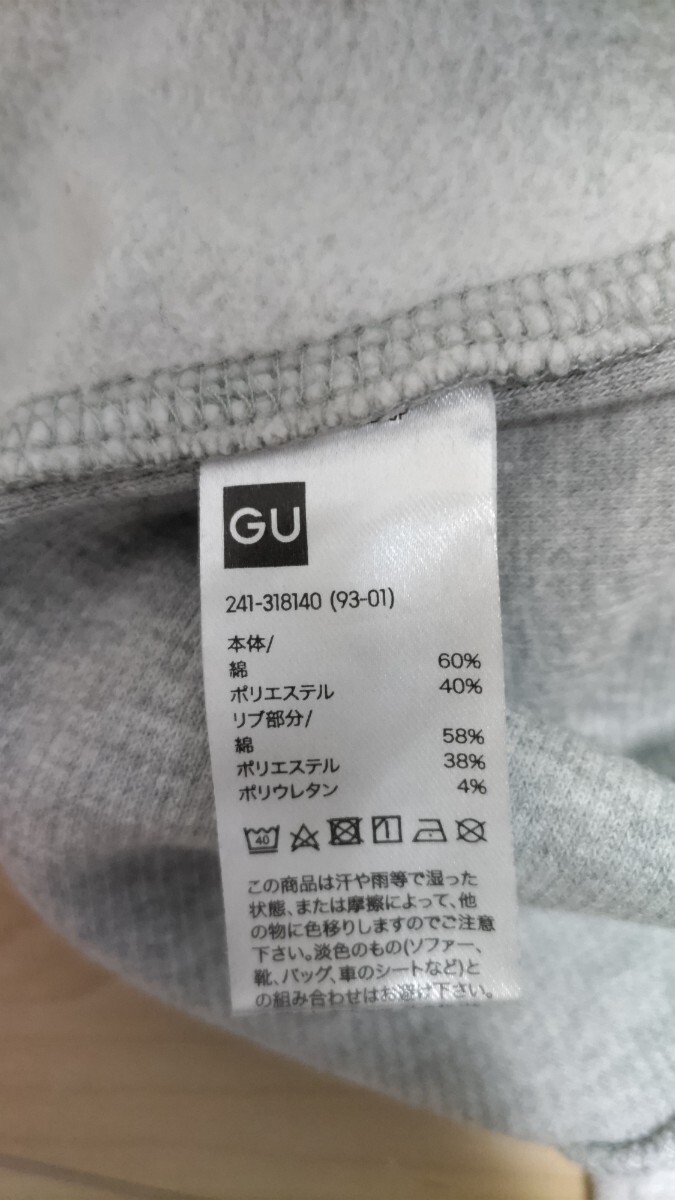 JP
GU
241-318140 (93-01)
本体/
綿 60%
ポリエステル 40%
リブ部分/
綿 58%
ポリエステル 38%
ポリウレタン 4%
40
この商品は汗や雨等で湿った
状態、または摩擦によって、他
の物に色移りしますのでご注意
下さい。淡色のもの(ソファー、
靴、バッグ、車のシートなど)と
の組み合わせはお避け下さい。